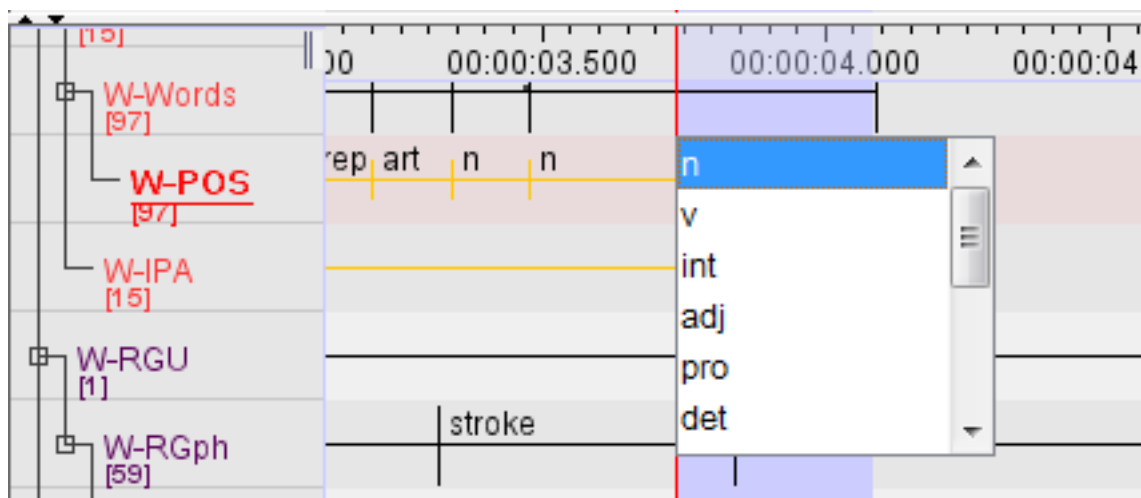 [15]
00 00:00:03.500 00:00:04.000 00:00:04
W-Words
[97]
rep art n n
W-POS
[97]
n
v
int
adj
pro
det
W-IPA
[15]
W-RGU
[1]
stroke
W-RGph
[59]